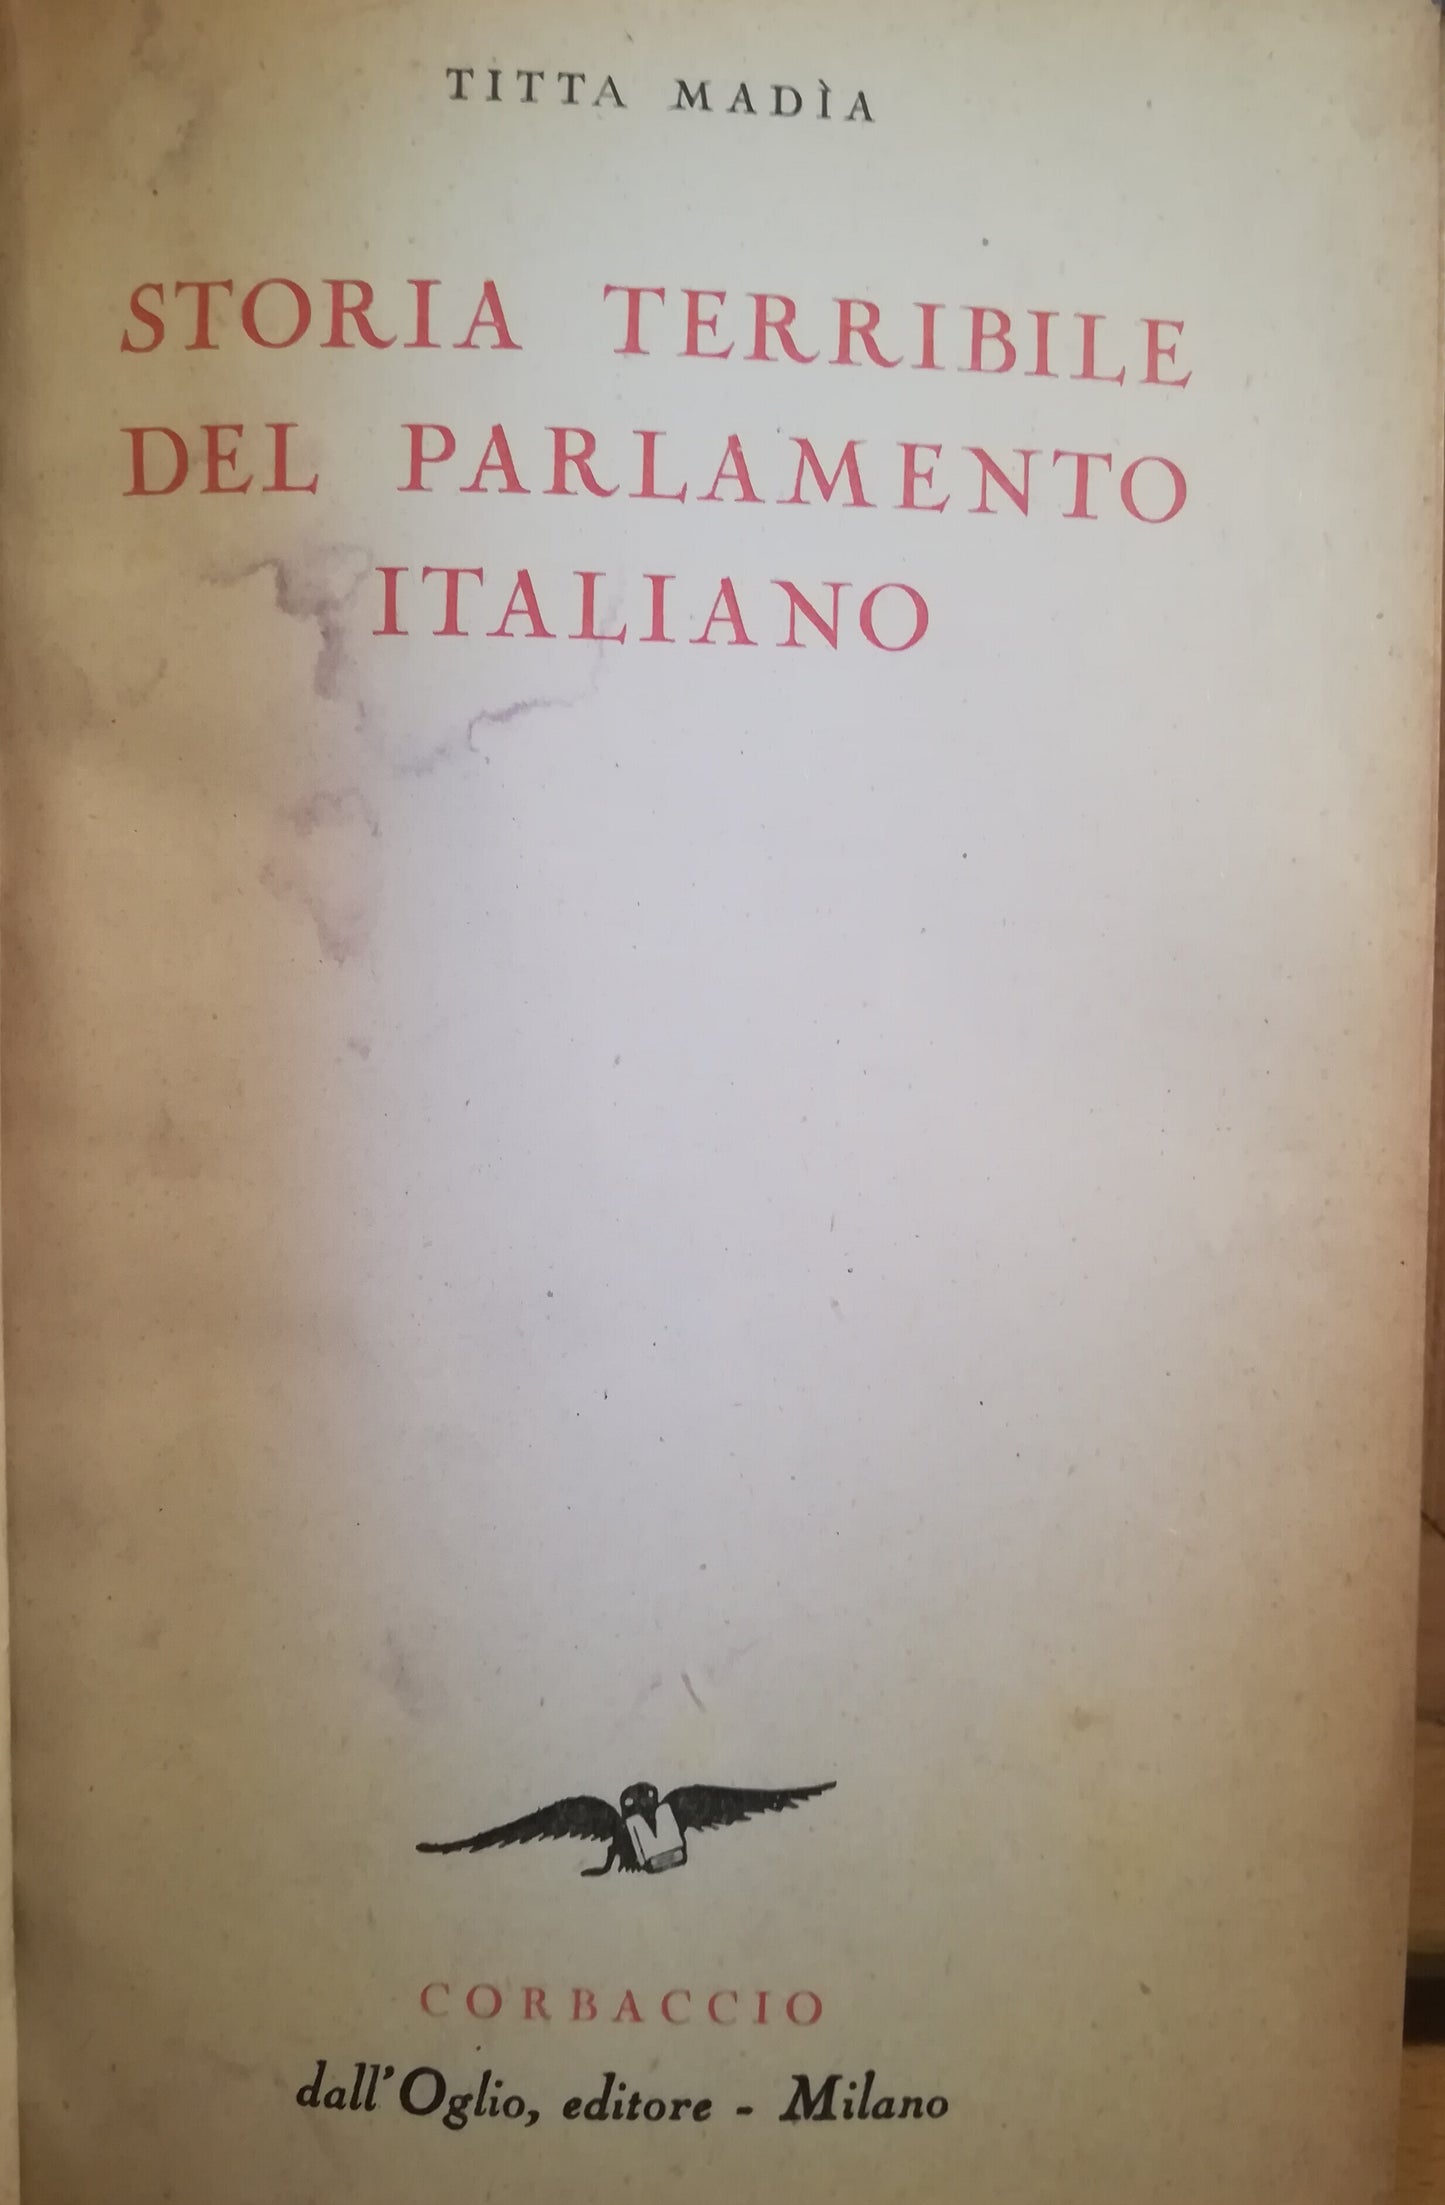 TITTA MADÌA
STORIA TERRIBILE
DEL PARLAMENTO
ITALIANO
CORBACCIO
dall'Oglio, editore - Milano